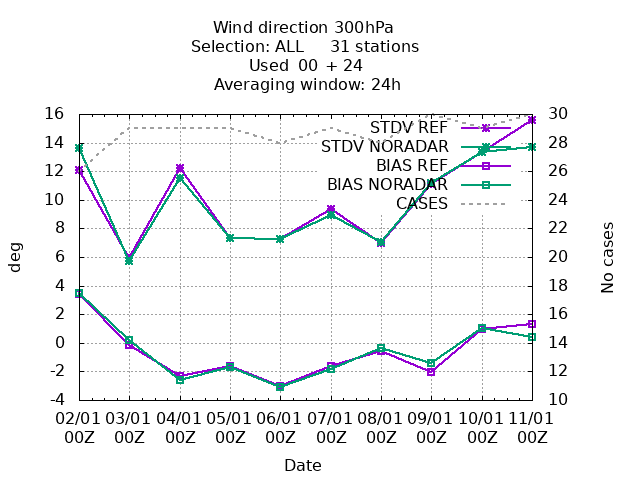 Wind direction 300hPa
Selection: ALL 31 stations
Used 00 + 24
Averaging window: 24h
STDV REF
STDV NORADAR
BIAS REF
BIAS NORADAR
CASES
deg
16
14
12
10
8
6
4
2
0
-2
-4
No cases
30
28
26
24
22
20
18
16
14
12
10
02/01 03/01 04/01 05/01 06/01 07/01 08/01 09/01 10/01 11/01
00Z 00Z 00Z 00Z 00Z 00Z 00Z 00Z 00Z 00Z
Date